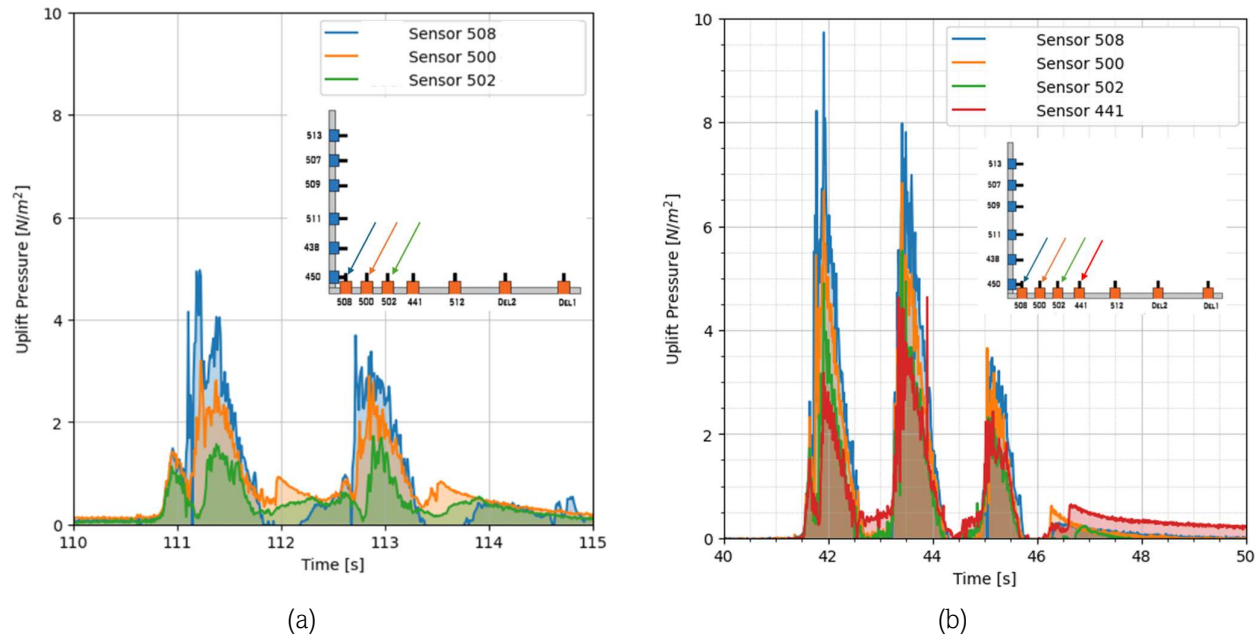 10
8
6
4
2
0
Uplift Pressure [N/m²]
110
111
112
113
114
115
Time [s]
Sensor 508
Sensor 500
Sensor 502
513
507
509
511
438
450
508 500 502 441 512 DEL2 DEL1
(a)
10
8
6
4
2
0
Uplift Pressure [N/m²]
40
42
44
46
48
50
Time [s]
Sensor 508
Sensor 500
Sensor 502
Sensor 441
513
507
509
511
438
450
508 500 502 441 512 DEL2 DEL1
(b)